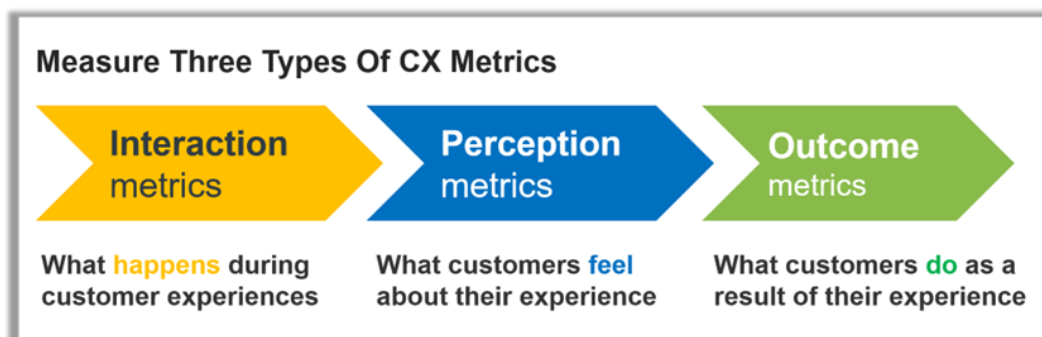 Measure Three Types Of CX Metrics
Interaction
metrics
Perception
metrics
Outcome
metrics
What happens during
customer experiences
What customers feel
about their experience
What customers do as a
result of their experience